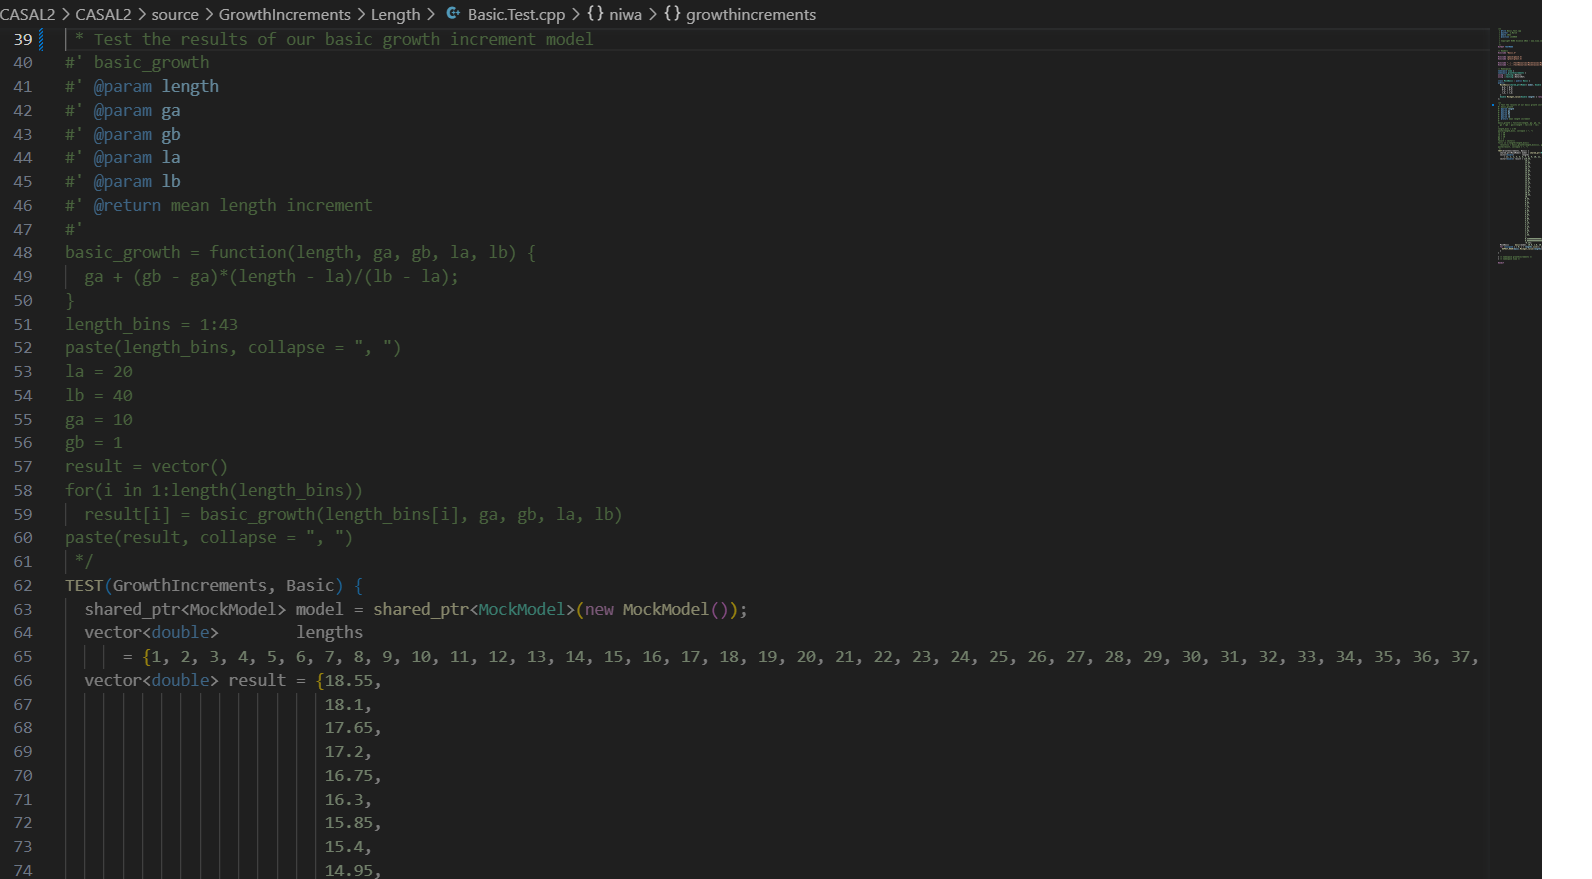 CASAL2 > CASAL2 > source > GrowthIncrements > Length > Basic.Test.cpp > {} niwa > {} growthincrements
39 * Test the results of our basic growth increment model
40 #' basic_growth
41 #' @param length
42 #' @param ga
43 #' @param gb
44 #' @param la
45 #' @param lb
46 #' @return mean length increment
47 #'
48 basic_growth = function(length, ga, gb, la, lb) {
49 ga + (gb - ga)*(length - la)/(lb - la);
50 }
51 length_bins = 1:43
52 paste(length_bins, collapse = ", ")
53 la = 20
54 lb = 40
55 ga = 10
56 gb = 1
57 result = vector()
58 for(i in 1:length(length_bins))
59 result[i] = basic_growth(length_bins[i], ga, gb, la, lb)
60 paste(result, collapse = ", ")
61 */
62 TEST(GrowthIncrements, Basic) {
63 shared_ptr<MockModel> model = shared_ptr<MockModel>(new MockModel());
64 vector<double> lengths
65 = {1, 2, 3, 4, 5, 6, 7, 8, 9, 10, 11, 12, 13, 14, 15, 16, 17, 18, 19, 20, 21, 22, 23, 24, 25, 26, 27, 28, 29, 30, 31, 32, 33, 34, 35, 36, 37,
66 vector<double> result = {18.55,
67 18.1,
68 17.65,
69 17.2,
70 16.75,
71 16.3,
72 15.85,
73 15.4,
74 14.95,